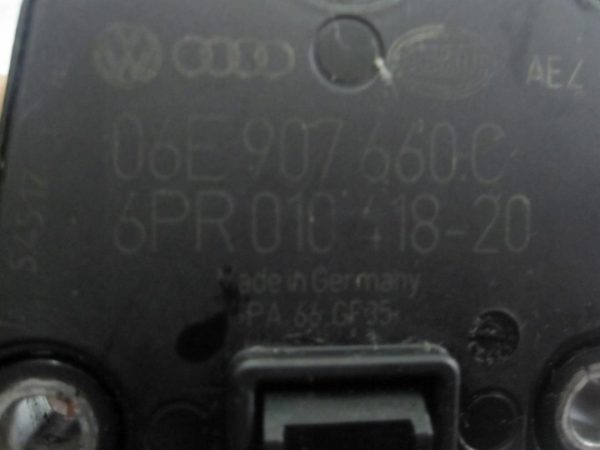 AE4
06E 907 660 C
6PR 010 418-20
Made in Germany
>PA 66 GF35<